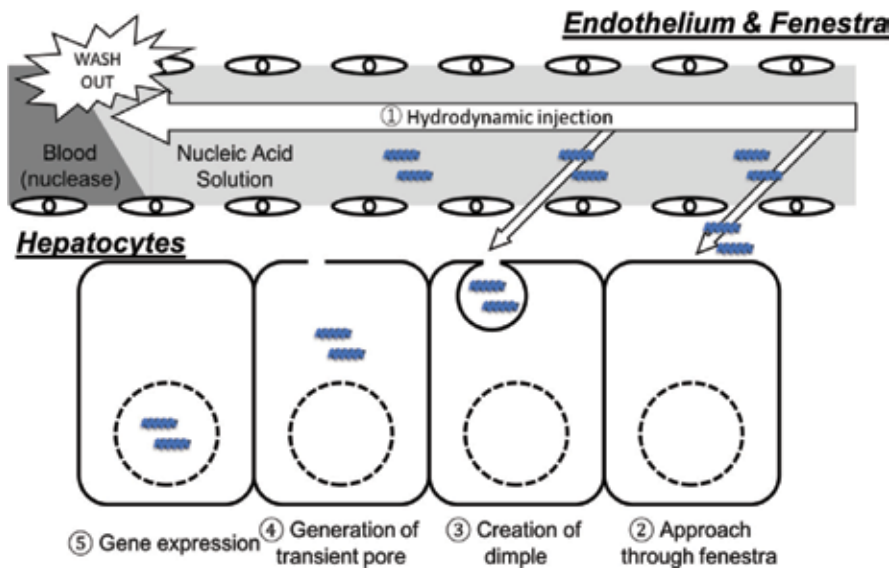 Endothelium & Fenestra
WASH
OUT
① Hydrodynamic injection
Blood
(nuclease)
Nucleic Acid
Solution
Hepatocytes
⑤ Gene expression
④ Generation of
transient pore
③ Creation of
dimple
② Approach
through fenestra